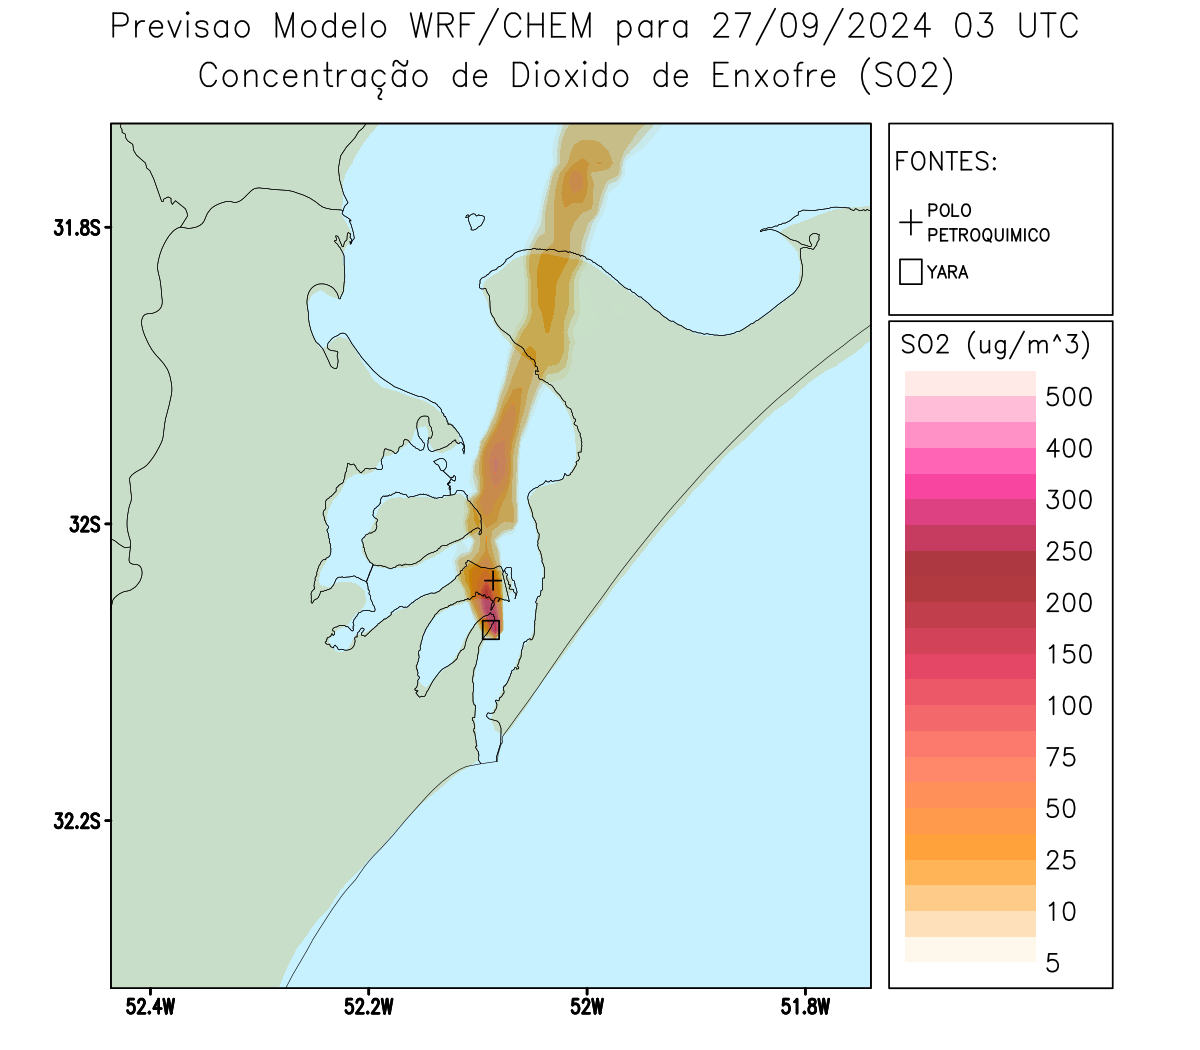 Previsao Modelo WRF/CHEM para 27/09/2024 03 UTC
Concentração de Dioxido de Enxofre (SO2)
FONTES:
POLO
PETROQUIMICO
YARA
31.8S
32S
32.2S
52.4W
52.2W
52W
51.8W
SO2 (ug/m^3)
500
400
300
250
200
150
100
75
50
25
10
5